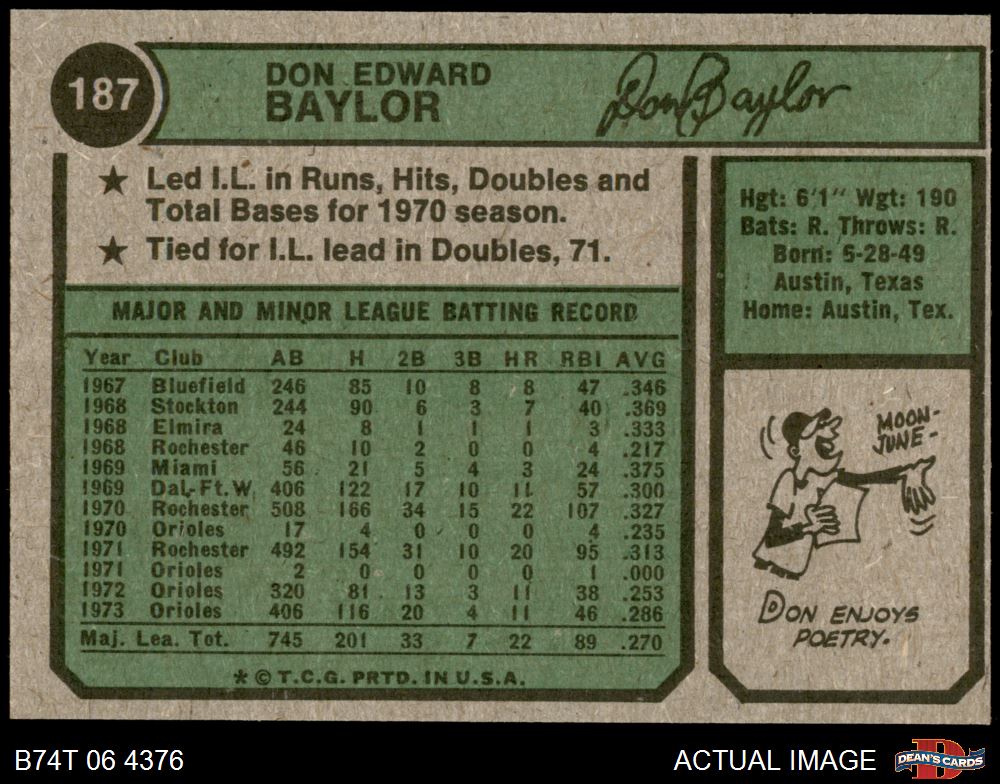 187
DON EDWARD
BAYLOR
Don Baylor
★ Led I.L. in Runs, Hits, Doubles and
Total Bases for 1970 season.
★ Tied for I.L. lead in Doubles, 71.
Hgt: 6'1" Wgt: 190
Bats: R. Throws: R.
Born: 5-28-49
Austin, Texas
Home: Austin, Tex.
MAJOR AND MINOR LEAGUE BATTING RECORD
Year Club AB H 2B 3B HR RBI AVG
1967 Bluefield 246 85 10 8 8 47 .346
1968 Stockton 244 90 6 3 7 40 .369
1968 Elmira 24 8 1 1 1 3 .333
1968 Rochester 46 10 2 0 0 4 .217
1969 Miami 56 21 5 4 3 24 .375
1969 Dal.-Ft.W. 406 122 17 10 11 57 .300
1970 Rochester 508 166 34 15 22 107 .327
1970 Orioles 17 4 0 0 0 4 .235
1971 Rochester 492 154 31 10 20 95 .313
1971 Orioles 2 0 0 0 0 1 .000
1972 Orioles 320 81 13 3 11 38 .253
1973 Orioles 406 116 20 4 11 46 .286
Maj. Lea. Tot. 745 201 33 7 22 89 .270
* © T.C.G. PRTD. IN U.S.A.
MOON-
JUNE-
DON ENJOYS
POETRY.
B74T 06 4376
ACTUAL IMAGE
DEAN'S CARDS